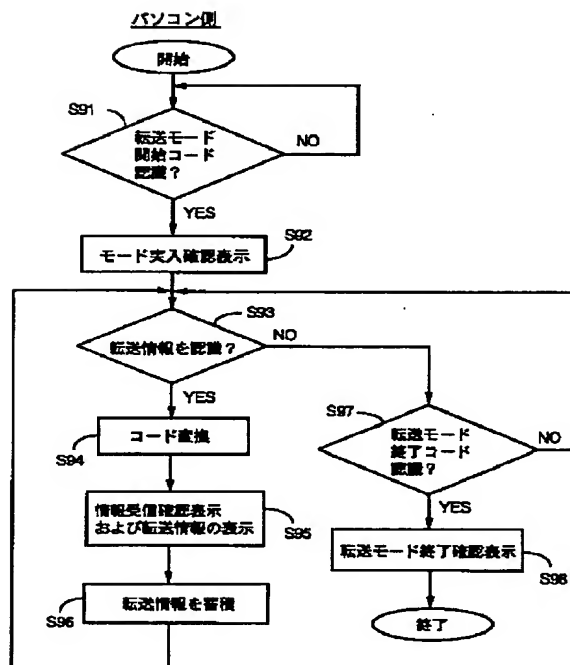 パソコン側
開始
S91
転送モード
開始コード
認識？
NO
YES
モード実入確認表示
S92
S93
転送情報を認識？
NO
YES
コード変換
S94
S97
転送モード
終了コード
認識？
NO
YES
情報受信確認表示
および転送情報の表示
S95
転送モード終了確認表示
S98
転送情報を蓄積
S96
終了